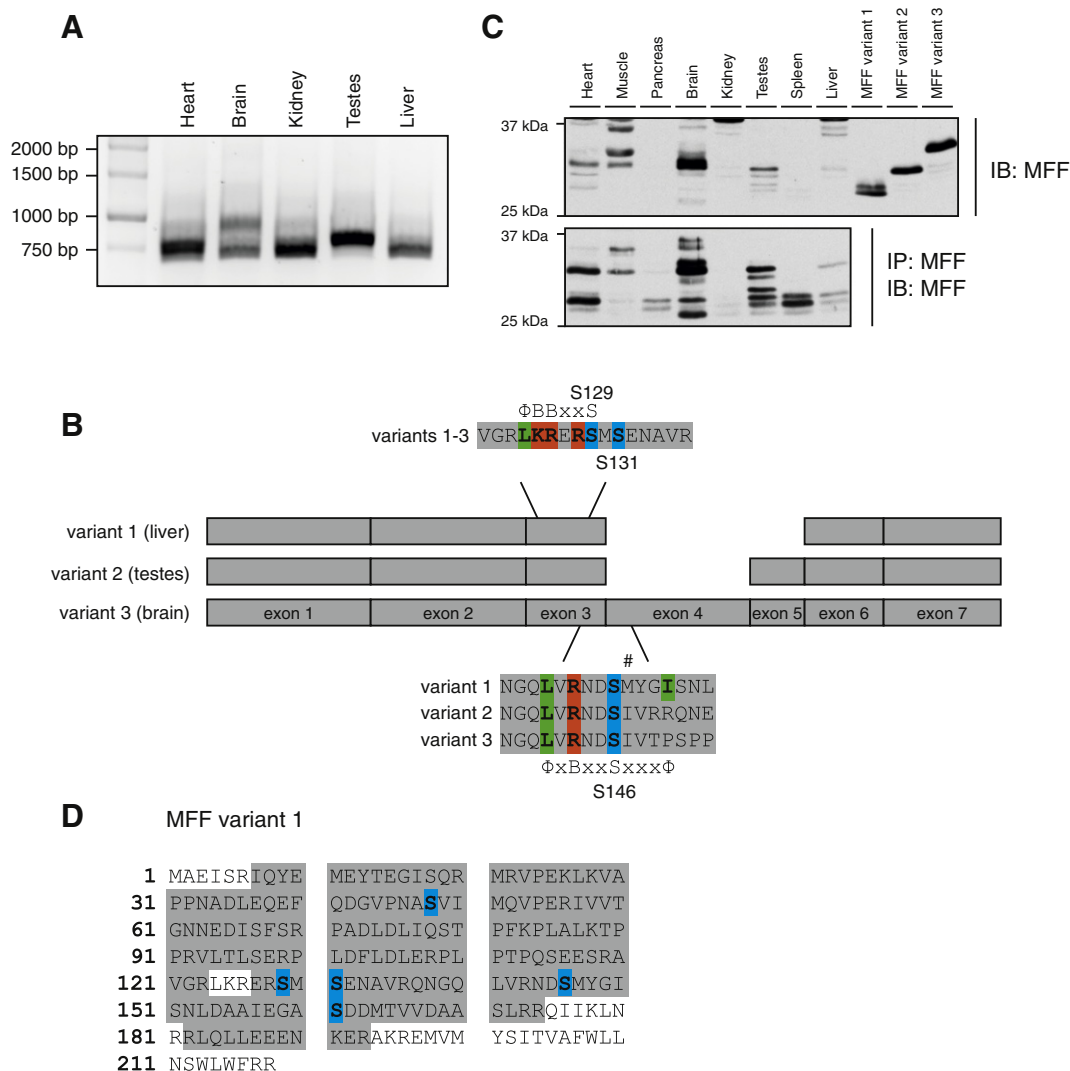 A
Heart
Brain
Kidney
Testes
Liver
2000 bp
1500 bp
1000 bp
750 bp
C
Heart
Muscle
Pancreas
Brain
Kidney
Testes
Spleen
Liver
MFF variant 1
MFF variant 2
MFF variant 3
37 kDa
25 kDa
IB: MFF
37 kDa
25 kDa
IP: MFF
IB: MFF
B
S129
ΦBBxxS
variants 1-3 VGRLKRERSMSENAVR
S131
variant 1 (liver)
variant 2 (testes)
variant 3 (brain) exon 1 exon 2 exon 3 exon 4 exon 5 exon 6 exon 7
#
variant 1 NGQLVRNDSMYGISNL
variant 2 NGQLVRNDSIVRRQNE
variant 3 NGQLVRNDSIVTPSPP
ΦxBxxSxxxΦ
S146
D
MFF variant 1
1 MAEISRIQYE MEYTEGISQR MRVPEKLKVA
31 PPNADLEQEF QDGVPNASVI MQVPERIVVT
61 GNNEDISFSR PADLDLIQST PFKPLALKTP
91 PRVLTLSERP LDFLDLERPL PTPQSEESRA
121 VGRLKRERSM SENAVRQNGQ LVRNDSMYGI
151 SNLDAAIEGA SDDMTVVDAA SLRRQIIKLN
181 RRLQLLEEEN KERAKREMVM YSITVAFWLL
211 NSWLWFRR